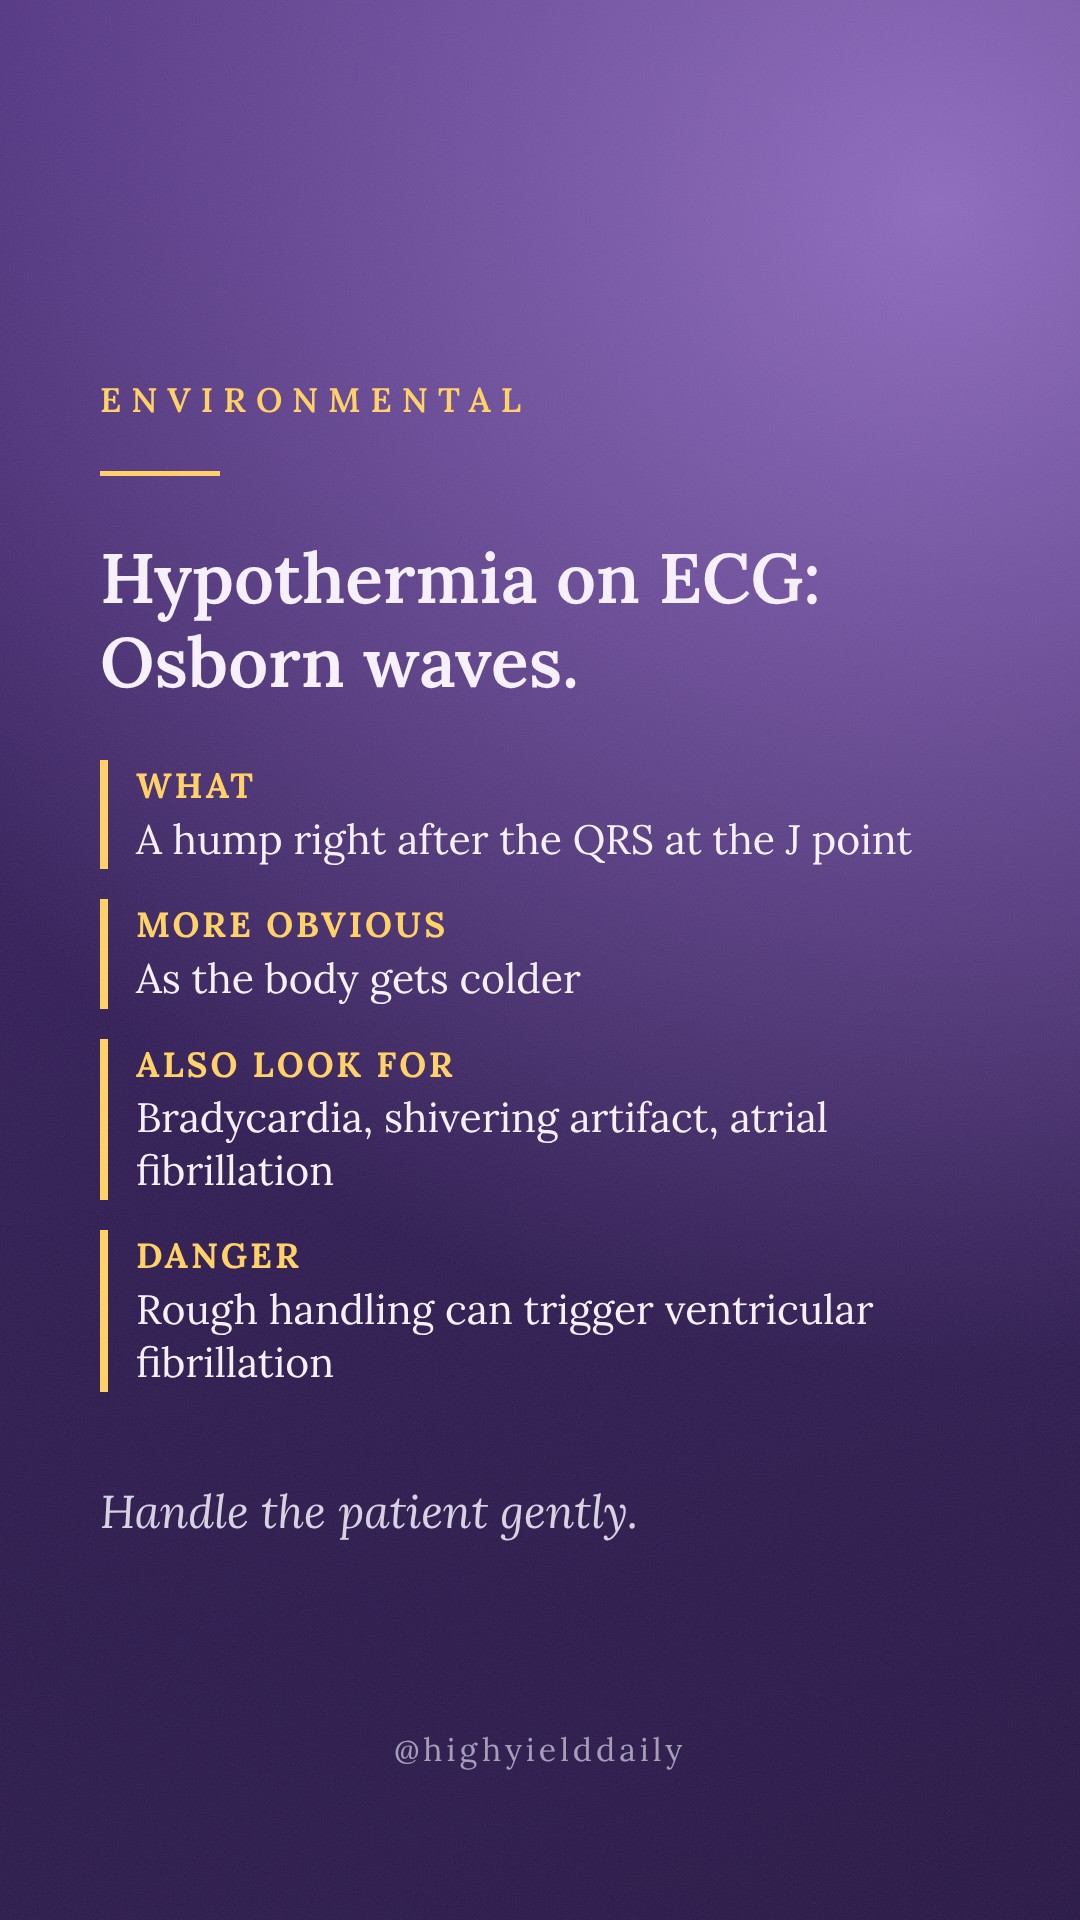 ENVIRONMENTAL
Hypothermia on ECG:
Osborn waves.
WHAT
A hump right after the QRS at the J point
MORE OBVIOUS
As the body gets colder
ALSO LOOK FOR
Bradycardia, shivering artifact, atrial
fibrillation
DANGER
Rough handling can trigger ventricular
fibrillation
Handle the patient gently.
@highyielddaily